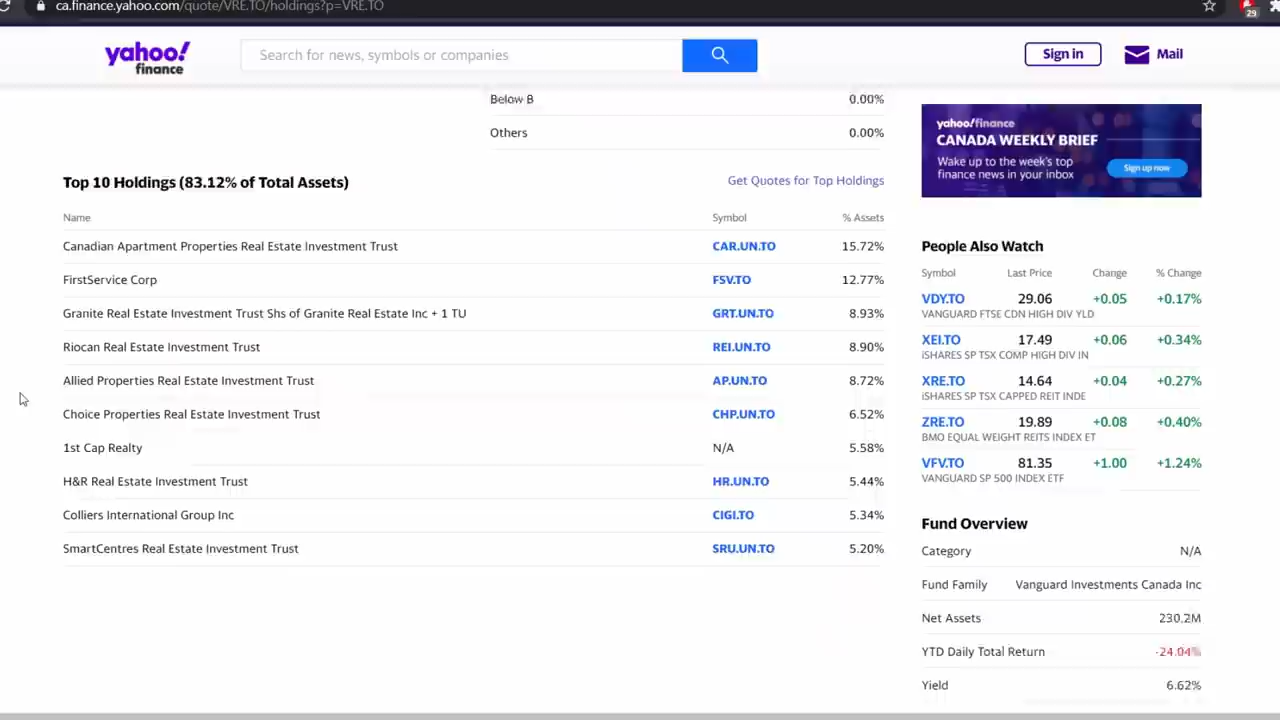 ca.finance.yahoo.com/quote/VRE.TO/holdings?p=VRE.TO
29
yahoo!
finance
Search for news, symbols or companies
Sign in
Mail
Below B 0.00%
Others 0.00%
Top 10 Holdings (83.12% of Total Assets)
Get Quotes for Top Holdings
Name Symbol % Assets
Canadian Apartment Properties Real Estate Investment Trust CAR.UN.TO 15.72%
FirstService Corp FSV.TO 12.77%
Granite Real Estate Investment Trust Shs of Granite Real Estate Inc + 1 TU GRT.UN.TO 8.93%
Riocan Real Estate Investment Trust REI.UN.TO 8.90%
Allied Properties Real Estate Investment Trust AP.UN.TO 8.72%
Choice Properties Real Estate Investment Trust CHP.UN.TO 6.52%
1st Cap Realty N/A 5.58%
H&R Real Estate Investment Trust HR.UN.TO 5.44%
Colliers International Group Inc CIGI.TO 5.34%
SmartCentres Real Estate Investment Trust SRU.UN.TO 5.20%
yahoo!finance
CANADA WEEKLY BRIEF
Wake up to the week's top
finance news in your inbox
Sign up now
People Also Watch
Symbol Last Price Change % Change
VDY.TO 29.06 +0.05 +0.17%
VANGUARD FTSE CDN HIGH DIV YLD
XEI.TO 17.49 +0.06 +0.34%
iSHARES SP TSX COMP HIGH DIV IN
XRE.TO 14.64 +0.04 +0.27%
iSHARES SP TSX CAPPED REIT INDE
ZRE.TO 19.89 +0.08 +0.40%
BMO EQUAL WEIGHT REITS INDEX ET
VFV.TO 81.35 +1.00 +1.24%
VANGUARD SP 500 INDEX ETF
Fund Overview
Category N/A
Fund Family Vanguard Investments Canada Inc
Net Assets 230.2M
YTD Daily Total Return -24.04%
Yield 6.62%